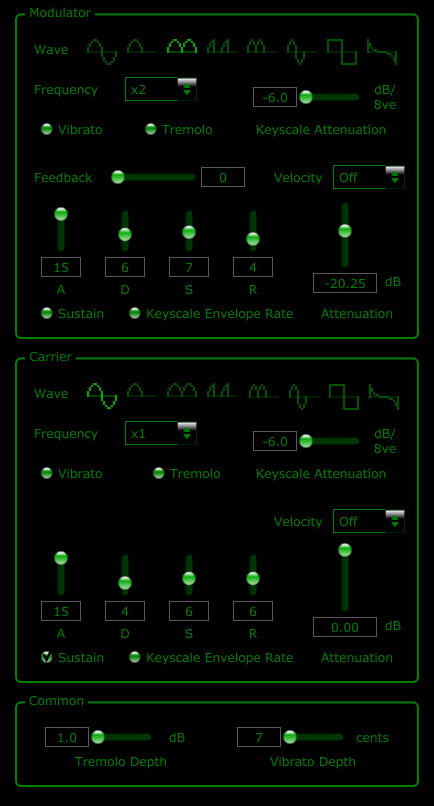 Modulator
Wave
Frequency x2 -6.0 dB/
8ve
Vibrato Tremolo Keyscale Attenuation
Feedback 0 Velocity Off
15 6 7 4 -20.25 dB
A D S R
Sustain Keyscale Envelope Rate Attenuation
Carrier
Wave
Frequency x1 -6.0 dB/
8ve
Vibrato Tremolo Keyscale Attenuation
Velocity Off
15 4 6 6 0.00 dB
A D S R
Sustain Keyscale Envelope Rate Attenuation
Common
1.0 dB 7 cents
Tremolo Depth Vibrato Depth